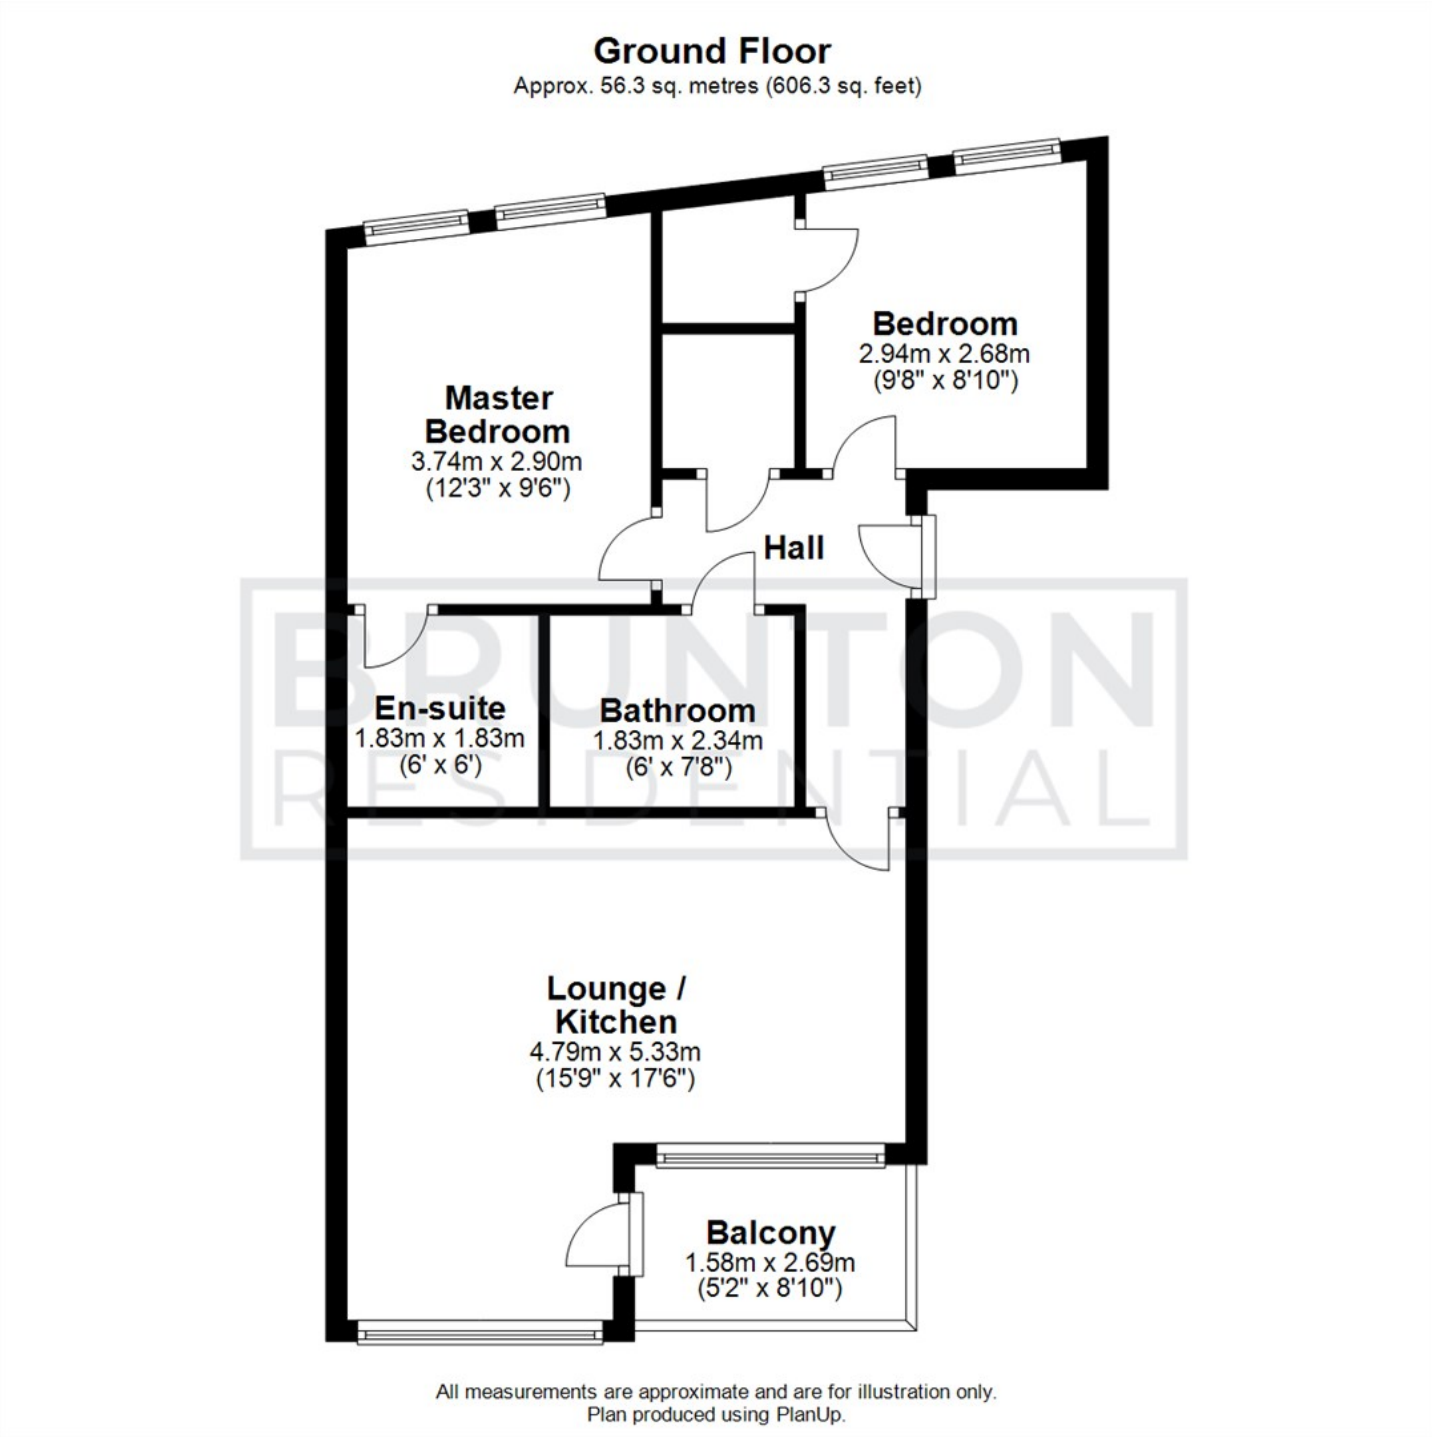 Ground Floor
Approx. 56.3 sq. metres (606.3 sq. feet)
Bedroom
2.94m x 2.68m
(9'8" x 8'10")
Master
Bedroom
3.74m x 2.90m
(12'3" x 9'6")
Hall
BRUNTON
RESIDENTIAL
En-suite
1.83m x 1.83m
(6' x 6')
Bathroom
1.83m x 2.34m
(6' x 7'8")
Lounge /
Kitchen
4.79m x 5.33m
(15'9" x 17'6")
Balcony
1.58m x 2.69m
(5'2" x 8'10")
All measurements are approximate and are for illustration only.
Plan produced using PlanUp.